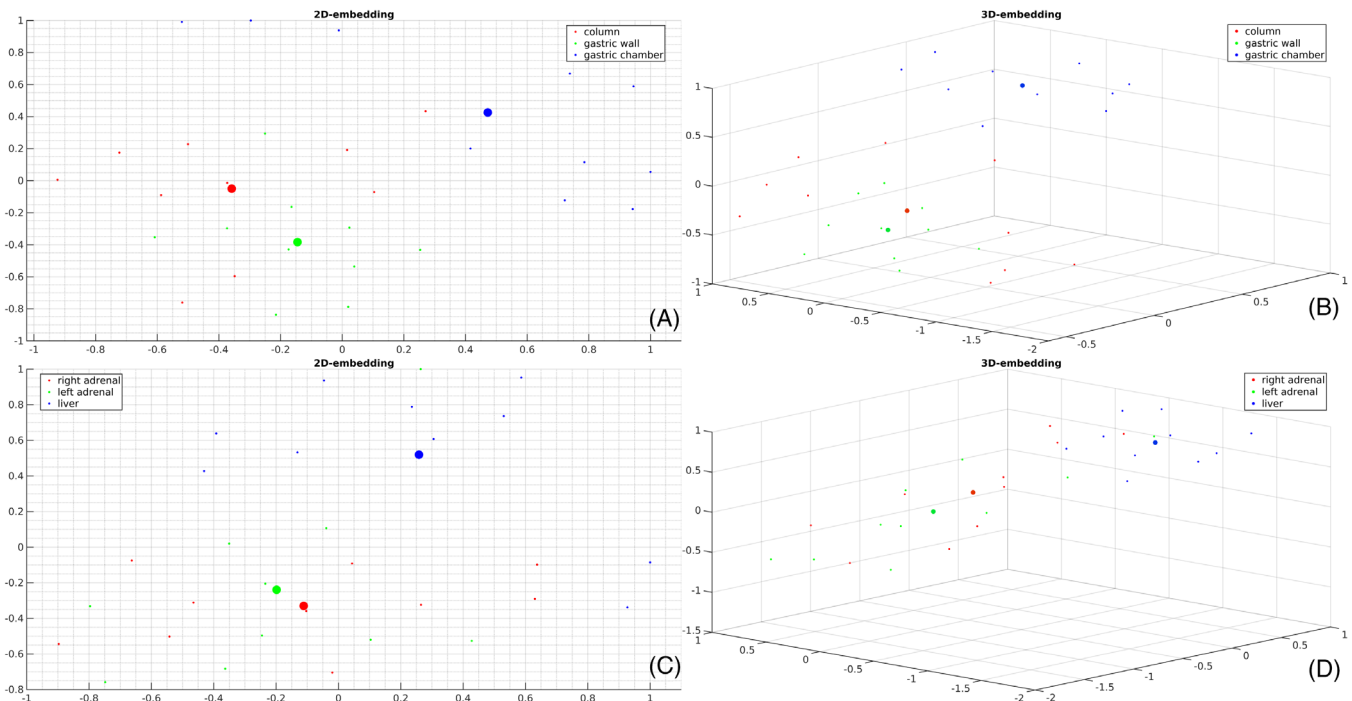 2D-embedding
column
gastric wall
gastric chamber
1
0.8
0.6
0.4
0.2
0
-0.2
-0.4
-0.6
-0.8
-1
-1 -0.8 -0.6 -0.4 -0.2 0 0.2 0.4 0.6 0.8 1
(A)
3D-embedding
column
gastric wall
gastric chamber
1
0.5
0
-0.5
-1
1 0.5 0 -0.5 -1 -1.5 -2
-0.5 0 0.5 1
(B)
2D-embedding
right adrenal
left adrenal
liver
1
0.8
0.6
0.4
0.2
0
-0.2
-0.4
-0.6
-0.8
-1 -0.8 -0.6 -0.4 -0.2 0 0.2 0.4 0.6 0.8 1
(C)
3D-embedding
right adrenal
left adrenal
liver
1
0.5
0
-0.5
-1
-1.5
1 0.5 0 -0.5 -1 -1.5 -2
-2 -1.5 -1 -0.5 0 0.5 1
(D)